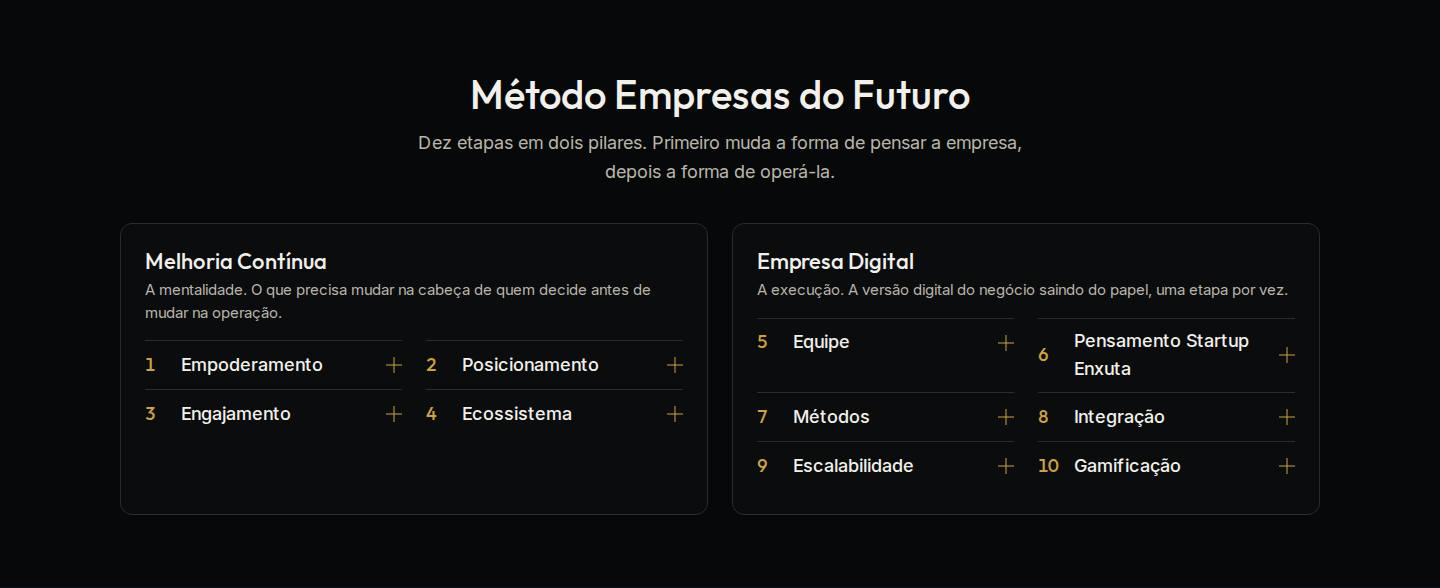 Método Empresas do Futuro
Dez etapas em dois pilares. Primeiro muda a forma de pensar a empresa,
depois a forma de operá-la.
Melhoria Contínua
A mentalidade. O que precisa mudar na cabeça de quem decide antes de
mudar na operação.
1 Empoderamento
2 Posicionamento
3 Engajamento
4 Ecossistema
Empresa Digital
A execução. A versão digital do negócio saindo do papel, uma etapa por vez.
5 Equipe
6 Pensamento Startup
Enxuta
7 Métodos
8 Integração
9 Escalabilidade
10 Gamificação